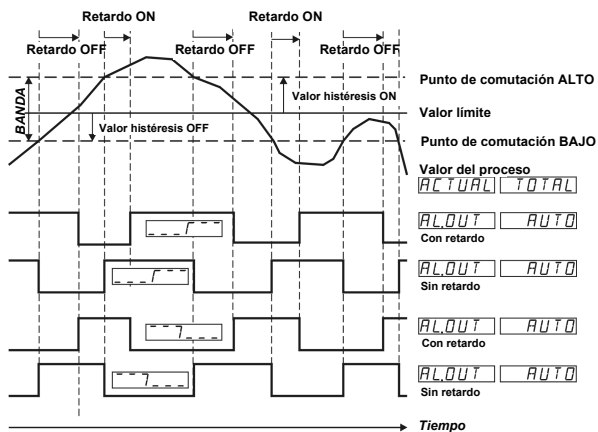 Retardo ON
Retardo ON
Retardo OFF
Retardo OFF
Retardo OFF
Punto de comutación ALTO
BANDA
Valor histéresis ON
Valor límite
Valor histéresis OFF
Punto de comutación BAJO
Valor del proceso
ACTUAL TOTAL
AL.OUT AUTO
Con retardo
AL.OUT AUTO
Sin retardo
AL.OUT AUTO
Con retardo
AL.OUT AUTO
Sin retardo
Tiempo